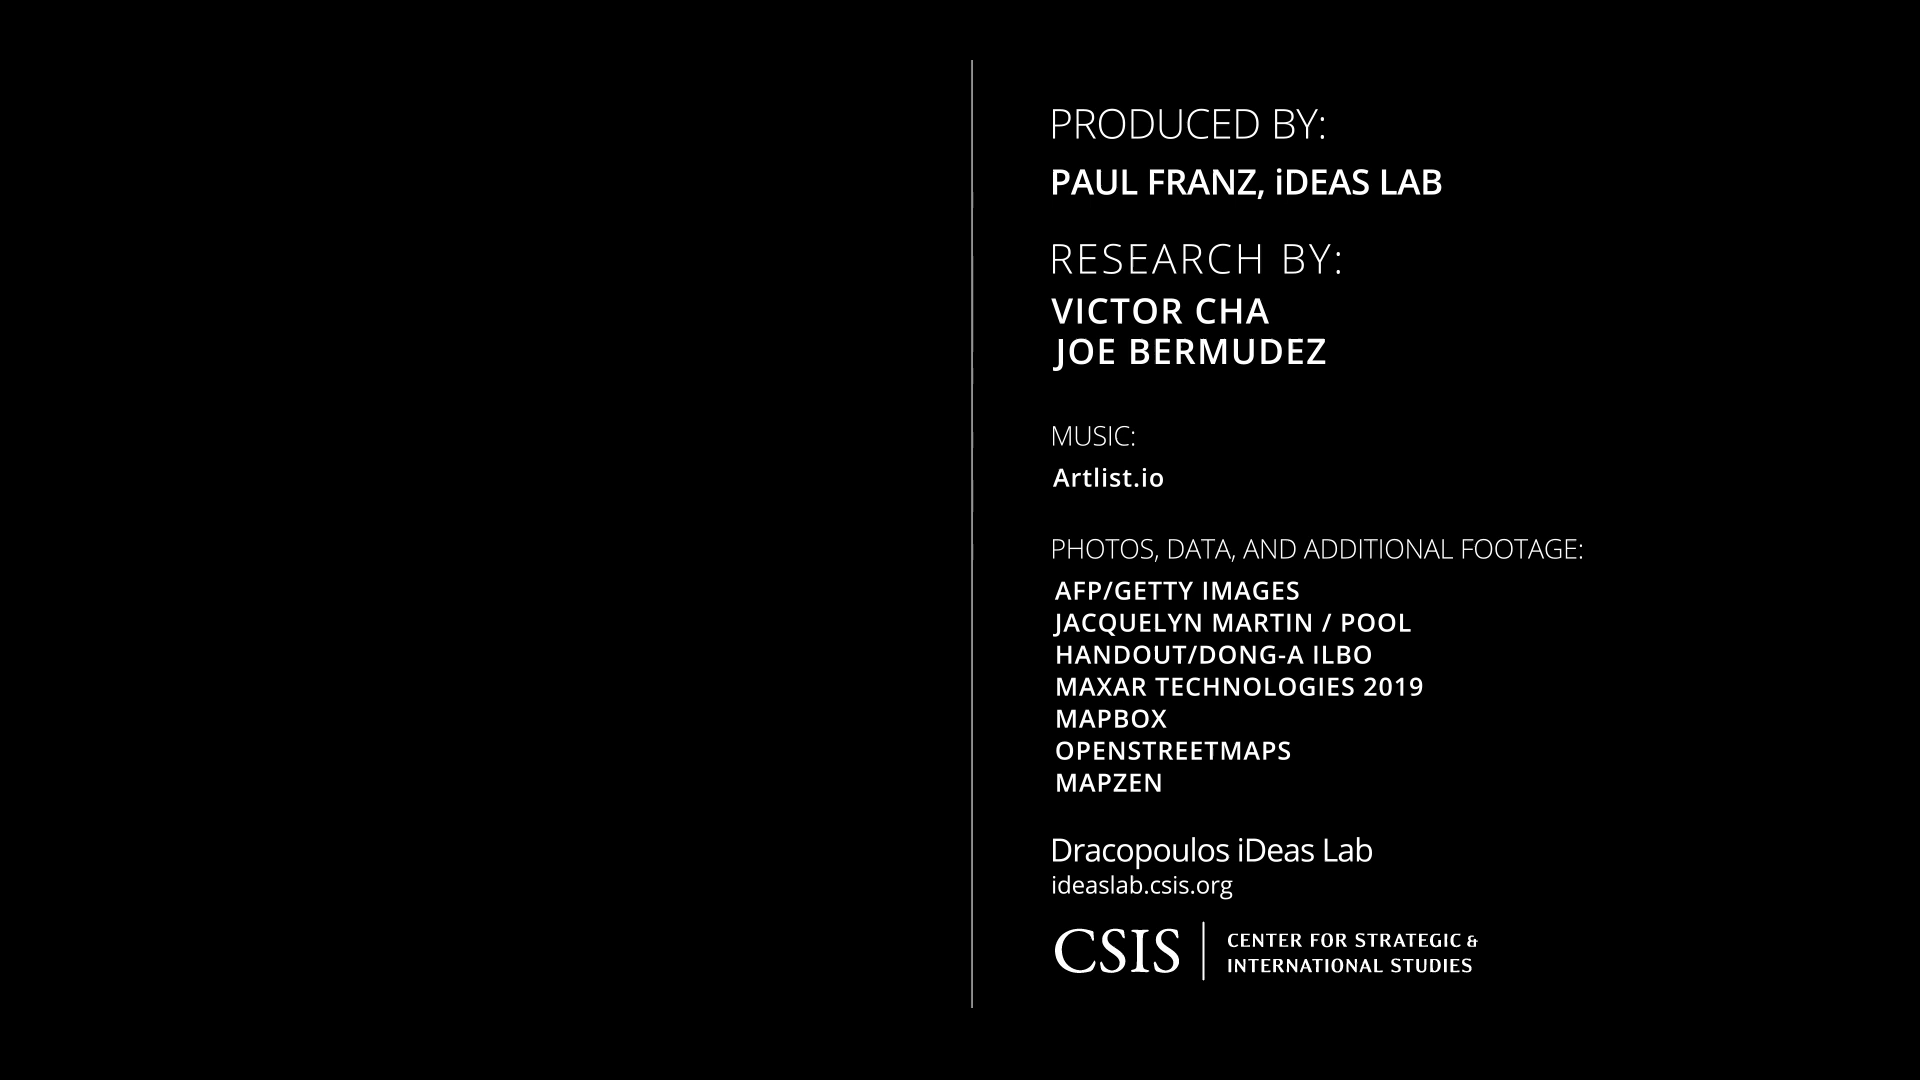 PRODUCED BY:
PAUL FRANZ, iDEAS LAB
RESEARCH BY:
VICTOR CHA
JOE BERMUDEZ
MUSIC:
Artlist.io
PHOTOS, DATA, AND ADDITIONAL FOOTAGE:
AFP/GETTY IMAGES
JACQUELYN MARTIN / POOL
HANDOUT/DONG-A ILBO
MAXAR TECHNOLOGIES 2019
MAPBOX
OPENSTREETMAPS
MAPZEN
Dracopoulos iDeas Lab
ideaslab.csis.org
CSIS
CENTER FOR STRATEGIC &
INTERNATIONAL STUDIES